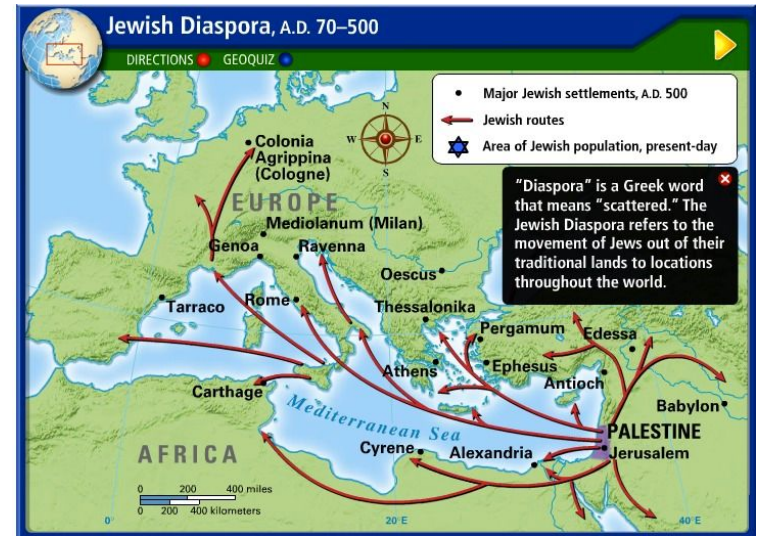 Jewish Diaspora, A.D. 70–500
DIRECTIONS GEOQUIZ
Major Jewish settlements, A.D. 500
Jewish routes
Area of Jewish population, present-day
"Diaspora" is a Greek word
that means "scattered." The
Jewish Diaspora refers to the
movement of Jews out of their
traditional lands to locations
throughout the world.
N
W E
S
Colonia
Agrippina
(Cologne)
EUROPE
Mediolanum (Milan)
Genoa
Ravenna
Oescus
Tarraco
Rome
Thessalonika
Pergamum
Edessa
Athens
Ephesus
Antioch
Carthage
Babylon
Mediterranean Sea
PALESTINE
Jerusalem
AFRICA
Cyrene
Alexandria
0 200 400 miles
0 200 400 kilometers
0°
20°E
40°E